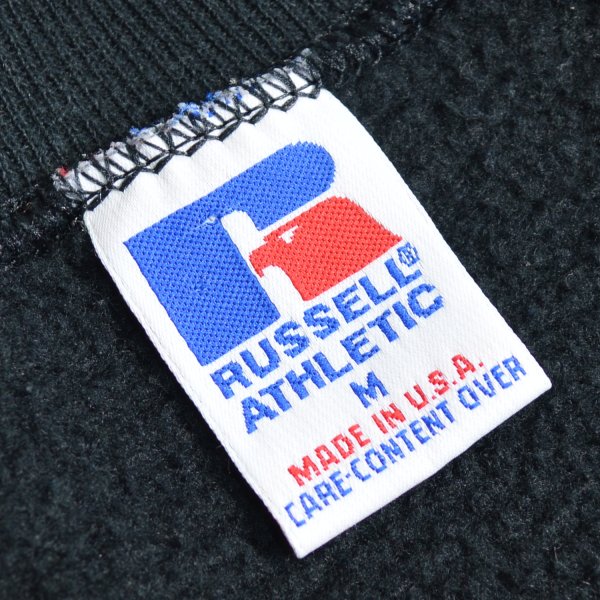 RUSSELL®
ATHLETIC
M
MADE IN U.S.A.
CARE-CONTENT OVER